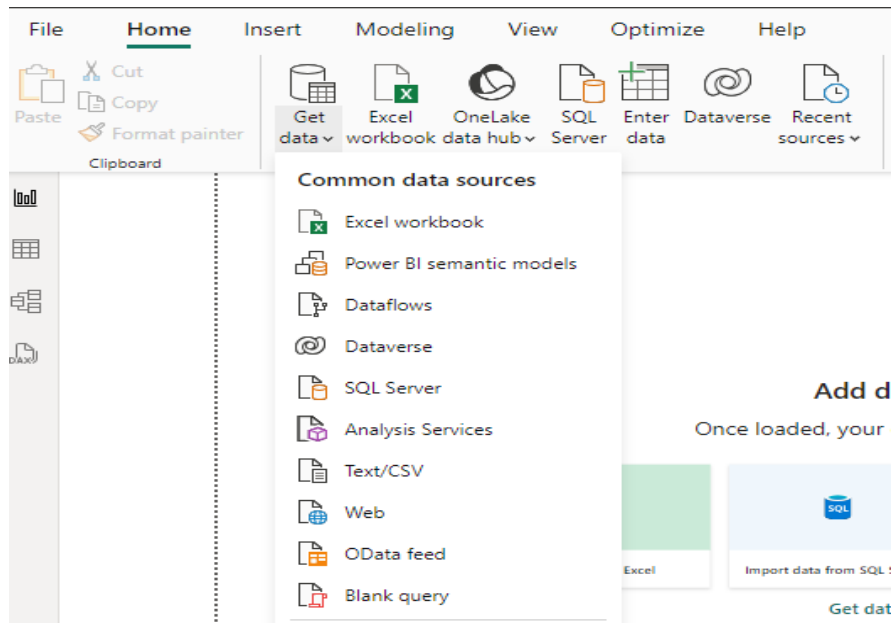 File Home Insert Modeling View Optimize Help
Paste
Cut
Copy
Format painter
Clipboard
Get data
Excel workbook
OneLake data hub
SQL Server
Enter data
Dataverse
Recent sources
Common data sources
Excel workbook
Power BI semantic models
Dataflows
Dataverse
SQL Server
Analysis Services
Text/CSV
Web
OData feed
Blank query
DAX
Add d
Once loaded, your
SQL
Excel
Import data from SQL S
Get dat